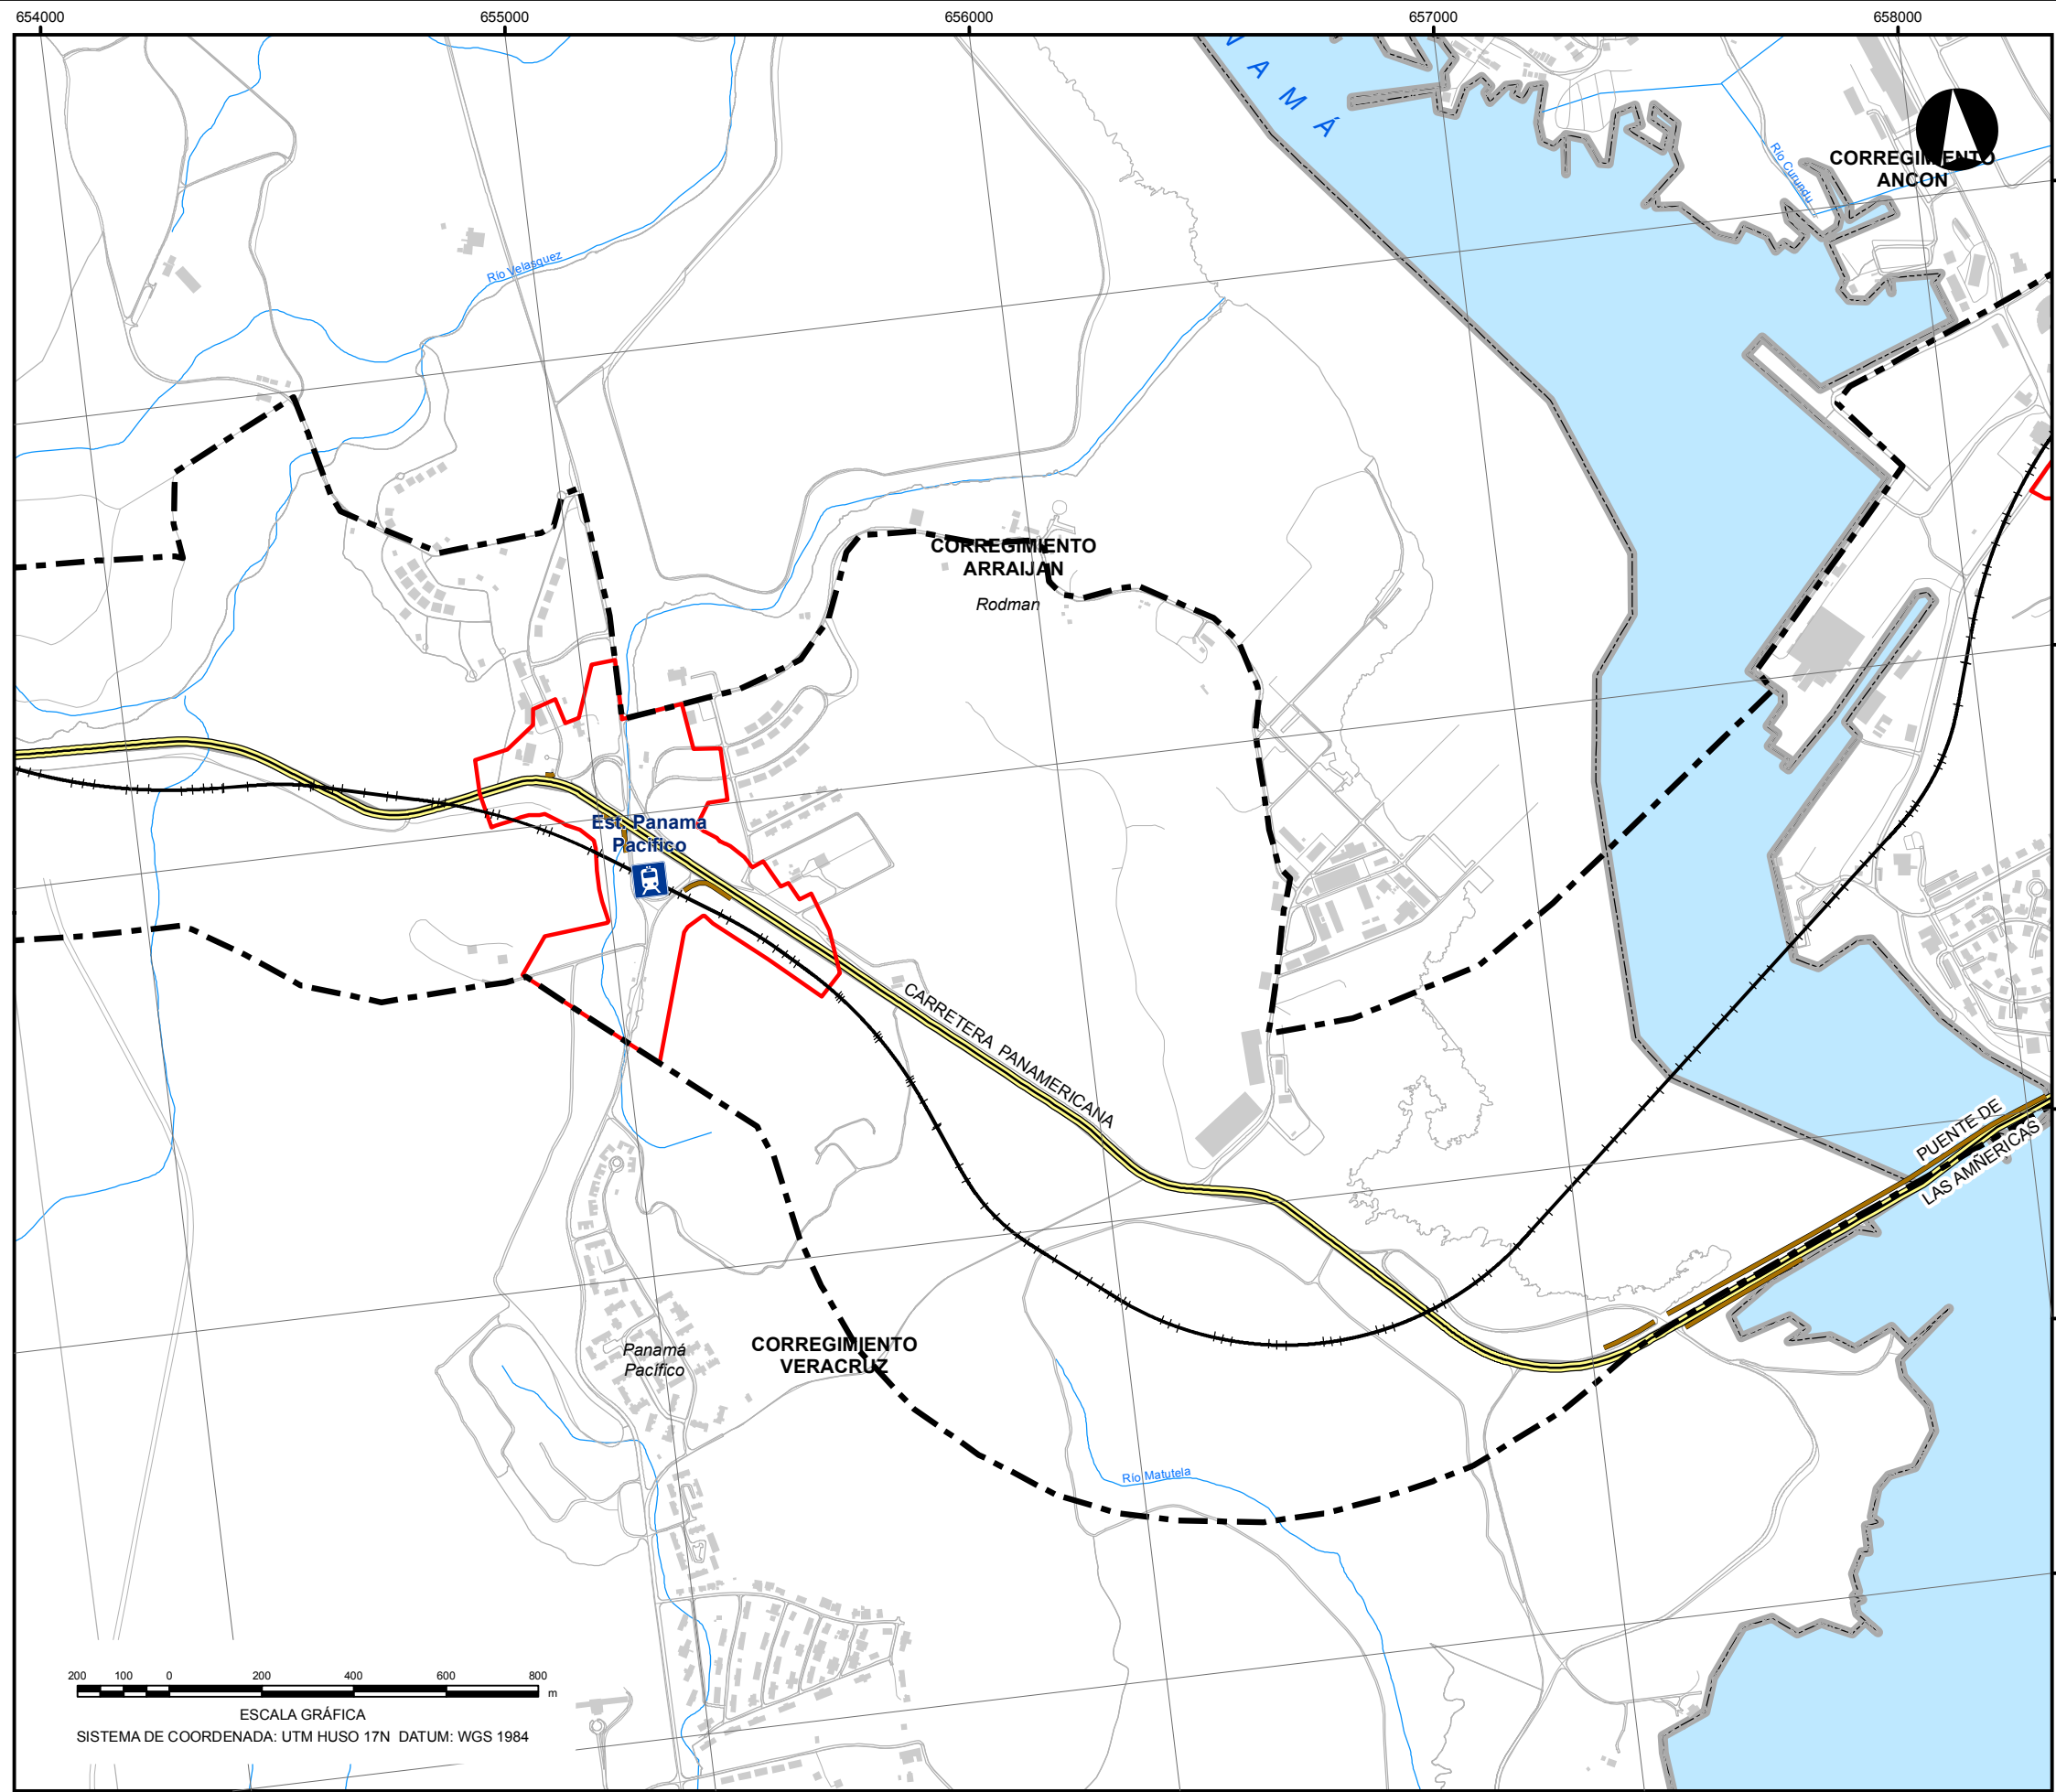 654000
655000
656000
657000
658000
V A M Á
Río Curundu
CORREGIMIENTO
ANCON
Río Velasquez
CORREGIMIENTO
ARRAIJAN
Rodman
Est. Panama
Pacífico
CARRETERA PANAMERICANA
PUENTE DE
LAS AMÑERICAS
CORREGIMIENTO
VERACRUZ
Panamá
Pacífico
Río Matutela
200 100 0 200 400 600 800
m
ESCALA GRÁFICA
SISTEMA DE COORDENADA: UTM HUSO 17N DATUM: WGS 1984